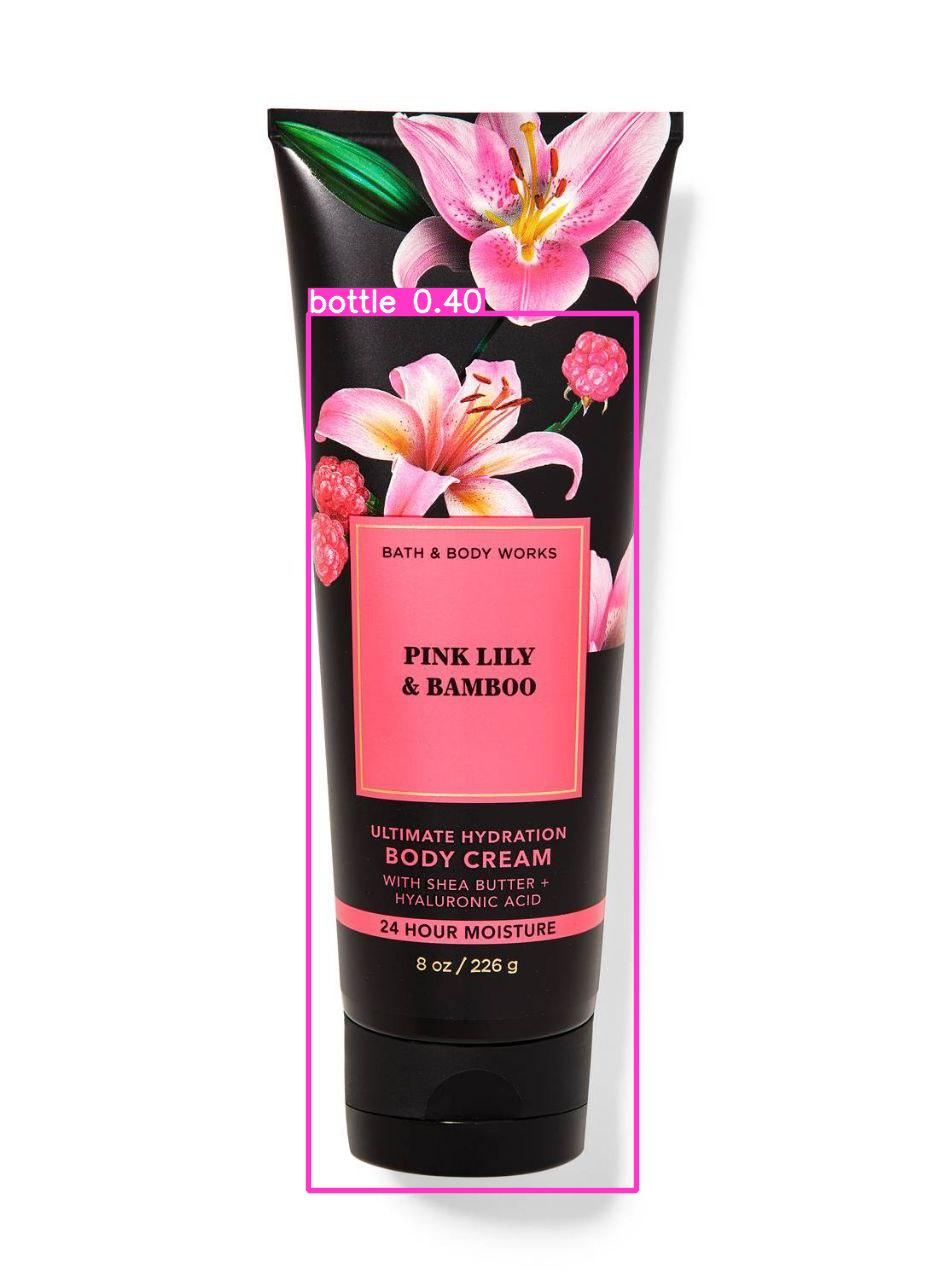 bottle 0.40
BATH & BODY WORKS
PINK LILY
& BAMBOO
ULTIMATE HYDRATION
BODY CREAM
WITH SHEA BUTTER +
HYALURONIC ACID
24 HOUR MOISTURE
8 oz / 226 g